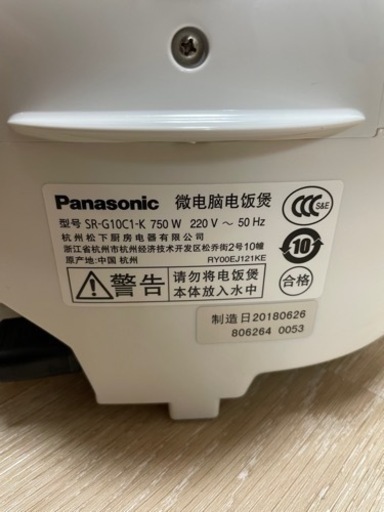 Panasonic 微电脑电饭煲
型号 SR-G10C1-K 750 W 220 V ～ 50 Hz
杭州松下厨房电器有限公司
浙江省杭州市杭州经济技术开发区松乔街2号10幢
原产地:中国 杭州 RY00EJ121KE
CCC S&E
10
合格
警告 请勿将电饭煲
本体放入水中
制造日20180626
806264 0053